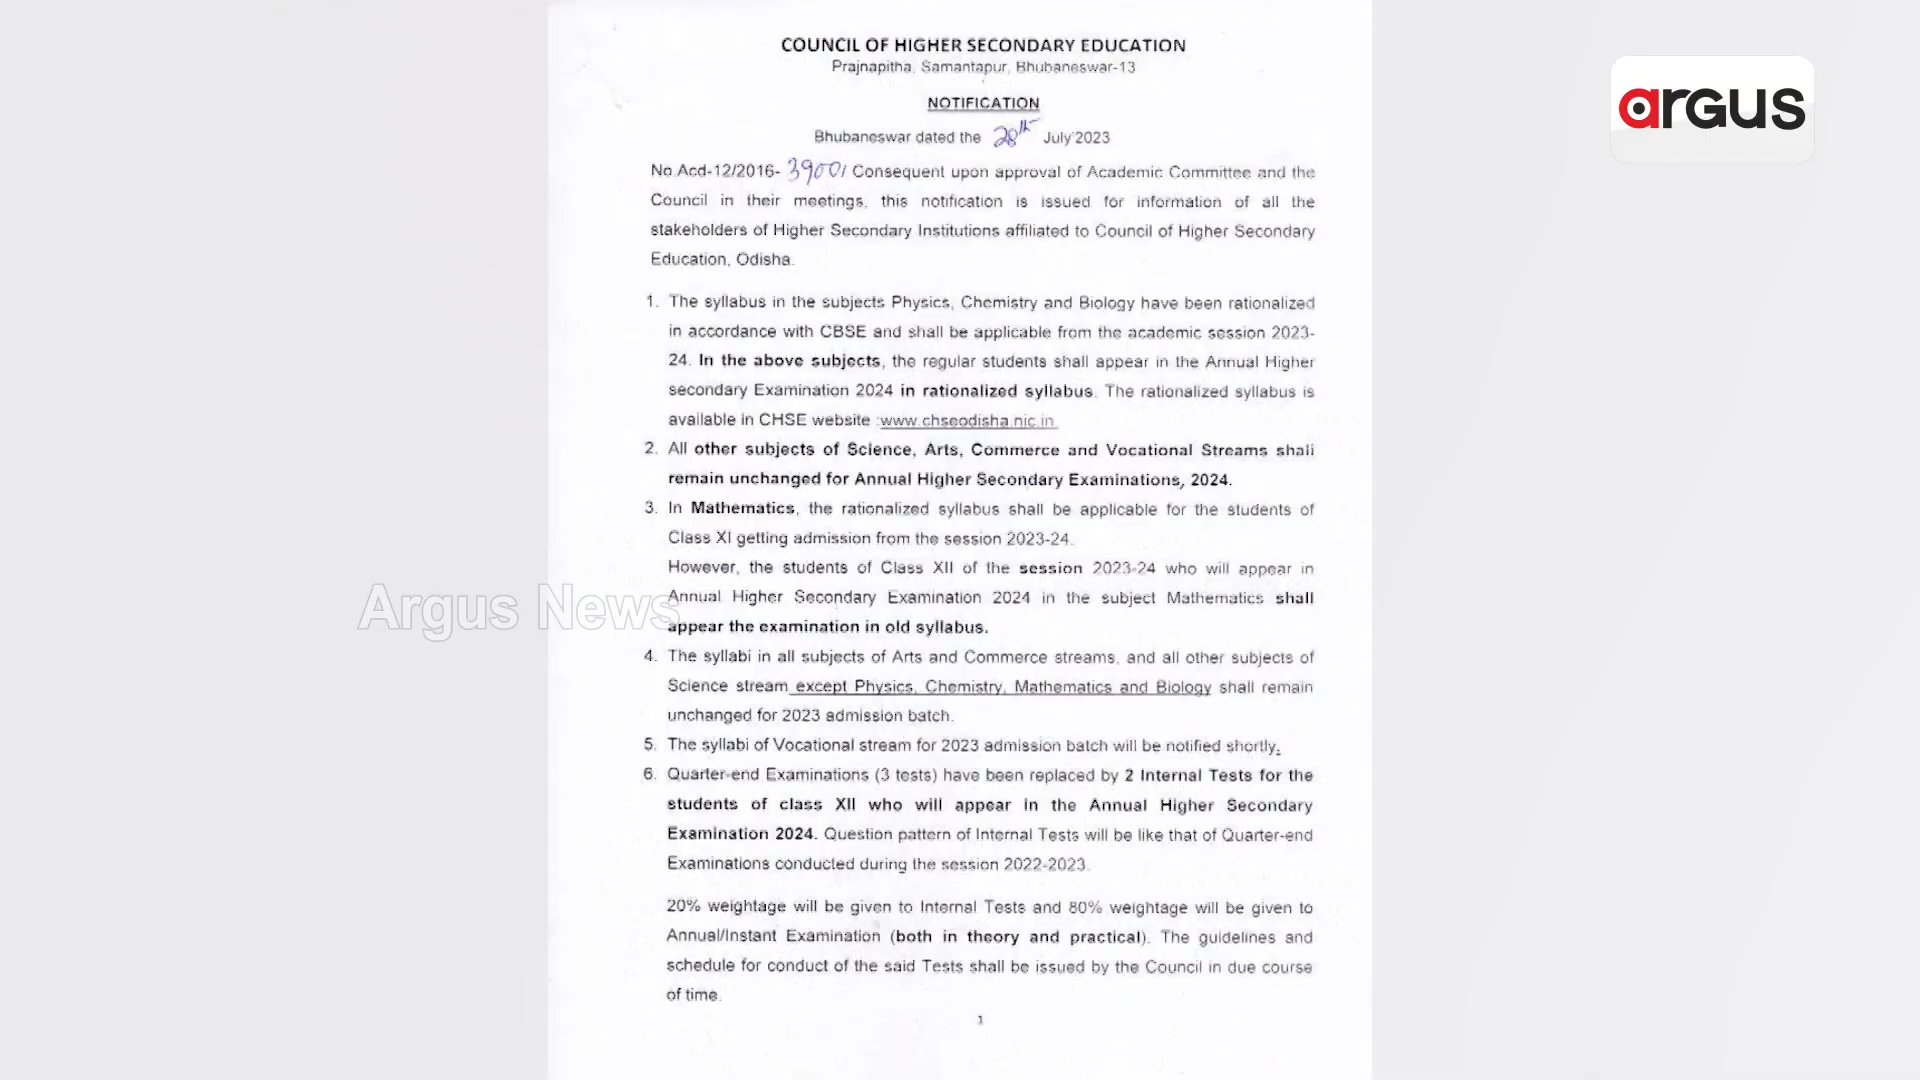 COUNCIL OF HIGHER SECONDARY EDUCATION
Prajnapitha, Samantapur, Bhubaneswar-13
NOTIFICATION
Bhubaneswar dated the 28th July'2023
No.Acd-12/2016- 3900/ Consequent upon approval of Academic Committee and the
Council in their meetings, this notification is issued for information of all the
stakeholders of Higher Secondary Institutions affiliated to Council of Higher Secondary
Education, Odisha.
1. The syllabus in the subjects Physics, Chemistry and Biology have been rationalized
in accordance with CBSE and shall be applicable from the academic session 2023-
24. In the above subjects, the regular students shall appear in the Annual Higher
secondary Examination 2024 in rationalized syllabus. The rationalized syllabus is
available in CHSE website :www.chseodisha.nic.in.
2. All other subjects of Science, Arts, Commerce and Vocational Streams shall
remain unchanged for Annual Higher Secondary Examinations, 2024.
3. In Mathematics, the rationalized syllabus shall be applicable for the students of
Class XI getting admission from the session 2023-24.
However, the students of Class XII of the session 2023-24 who will appear in
Annual Higher Secondary Examination 2024 in the subject Mathematics shall
appear the examination in old syllabus.
4. The syllabi in all subjects of Arts and Commerce streams, and all other subjects of
Science stream except Physics, Chemistry, Mathematics and Biology shall remain
unchanged for 2023 admission batch.
5. The syllabi of Vocational stream for 2023 admission batch will be notified shortly.
6. Quarter-end Examinations (3 tests) have been replaced by 2 Internal Tests for the
students of class XII who will appear in the Annual Higher Secondary
Examination 2024. Question pattern of Internal Tests will be like that of Quarter-end
Examinations conducted during the session 2022-2023.
20% weightage will be given to Internal Tests and 80% weightage will be given to
Annual/Instant Examination (both in theory and practical). The guidelines and
schedule for conduct of the said Tests shall be issued by the Council in due course
of time.
1
argus
Argus News